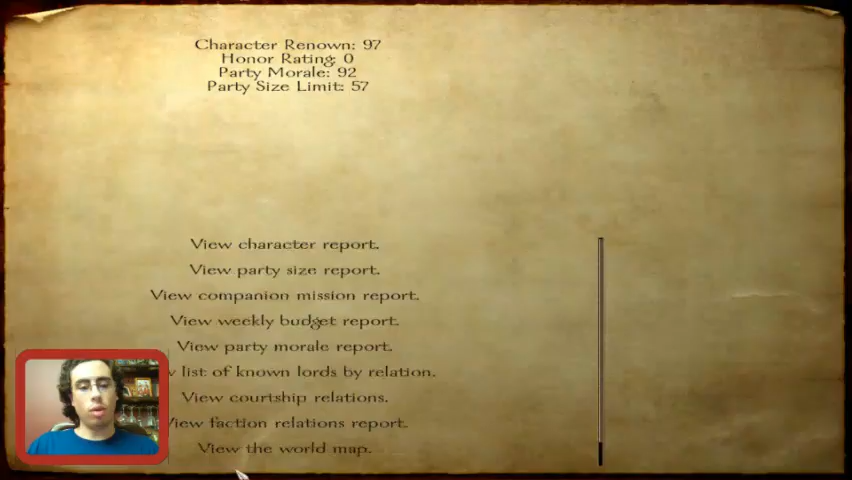 Character Renown: 97
Honor Rating: 0
Party Morale: 92
Party Size Limit: 57
View character report.
View party size report.
View companion mission report.
View weekly budget report.
View party morale report.
list of known lords by relation.
View courtship relations.
View faction relations report.
View the world map.